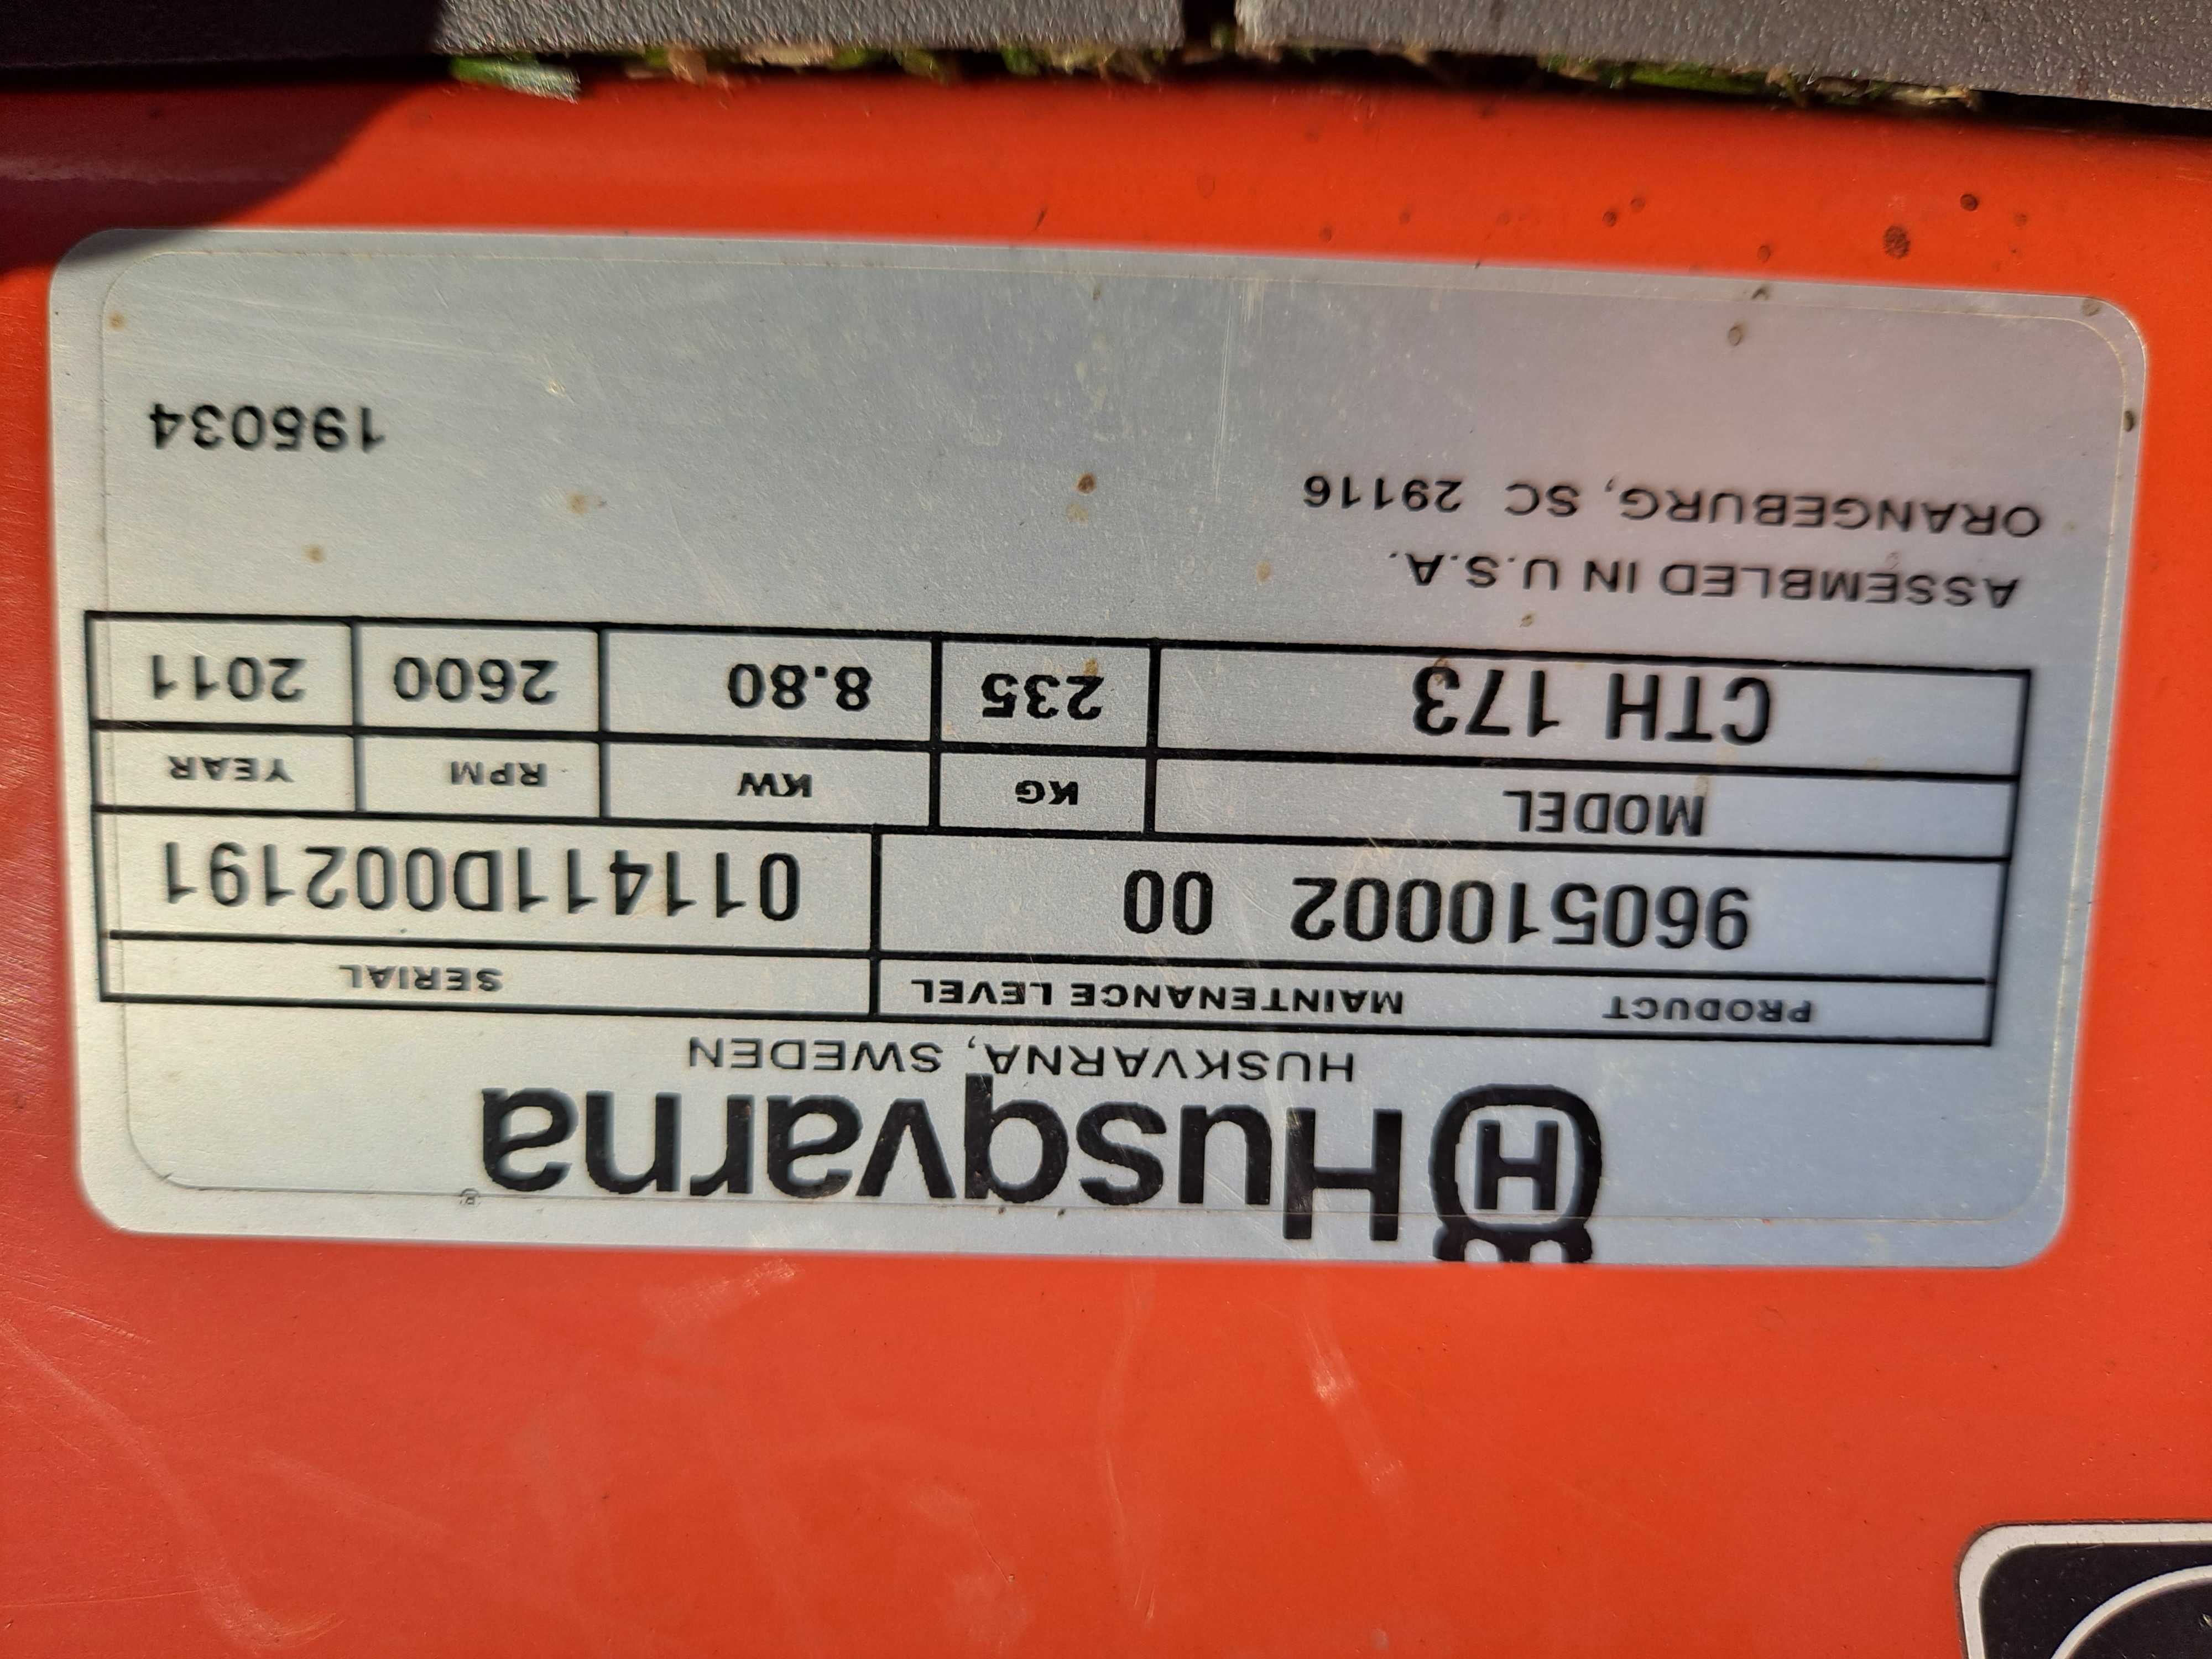 Husqvarna®
HUSKVARNA, SWEDEN
PRODUCT MAINTENANCE LEVEL SERIAL
960510002 00 011411D002191
MODEL KG KW RPM YEAR
CTH 173 235 8.80 2600 2011
ASSEMBLED IN U.S.A.
ORANGEBURG, SC 29116
195034